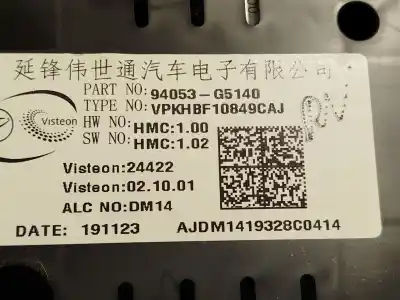 延锋伟世通汽车电子有限公司
PART NO: 94053-G5140
TYPE NO: VPKHBF10849CAJ
HW NO: HMC:1.00
SW NO: HMC:1.02
Visteon
Visteon:24422
Visteon:02.10.01
ALC NO:DM14
DATE: 191123 AJDM1419328C0414